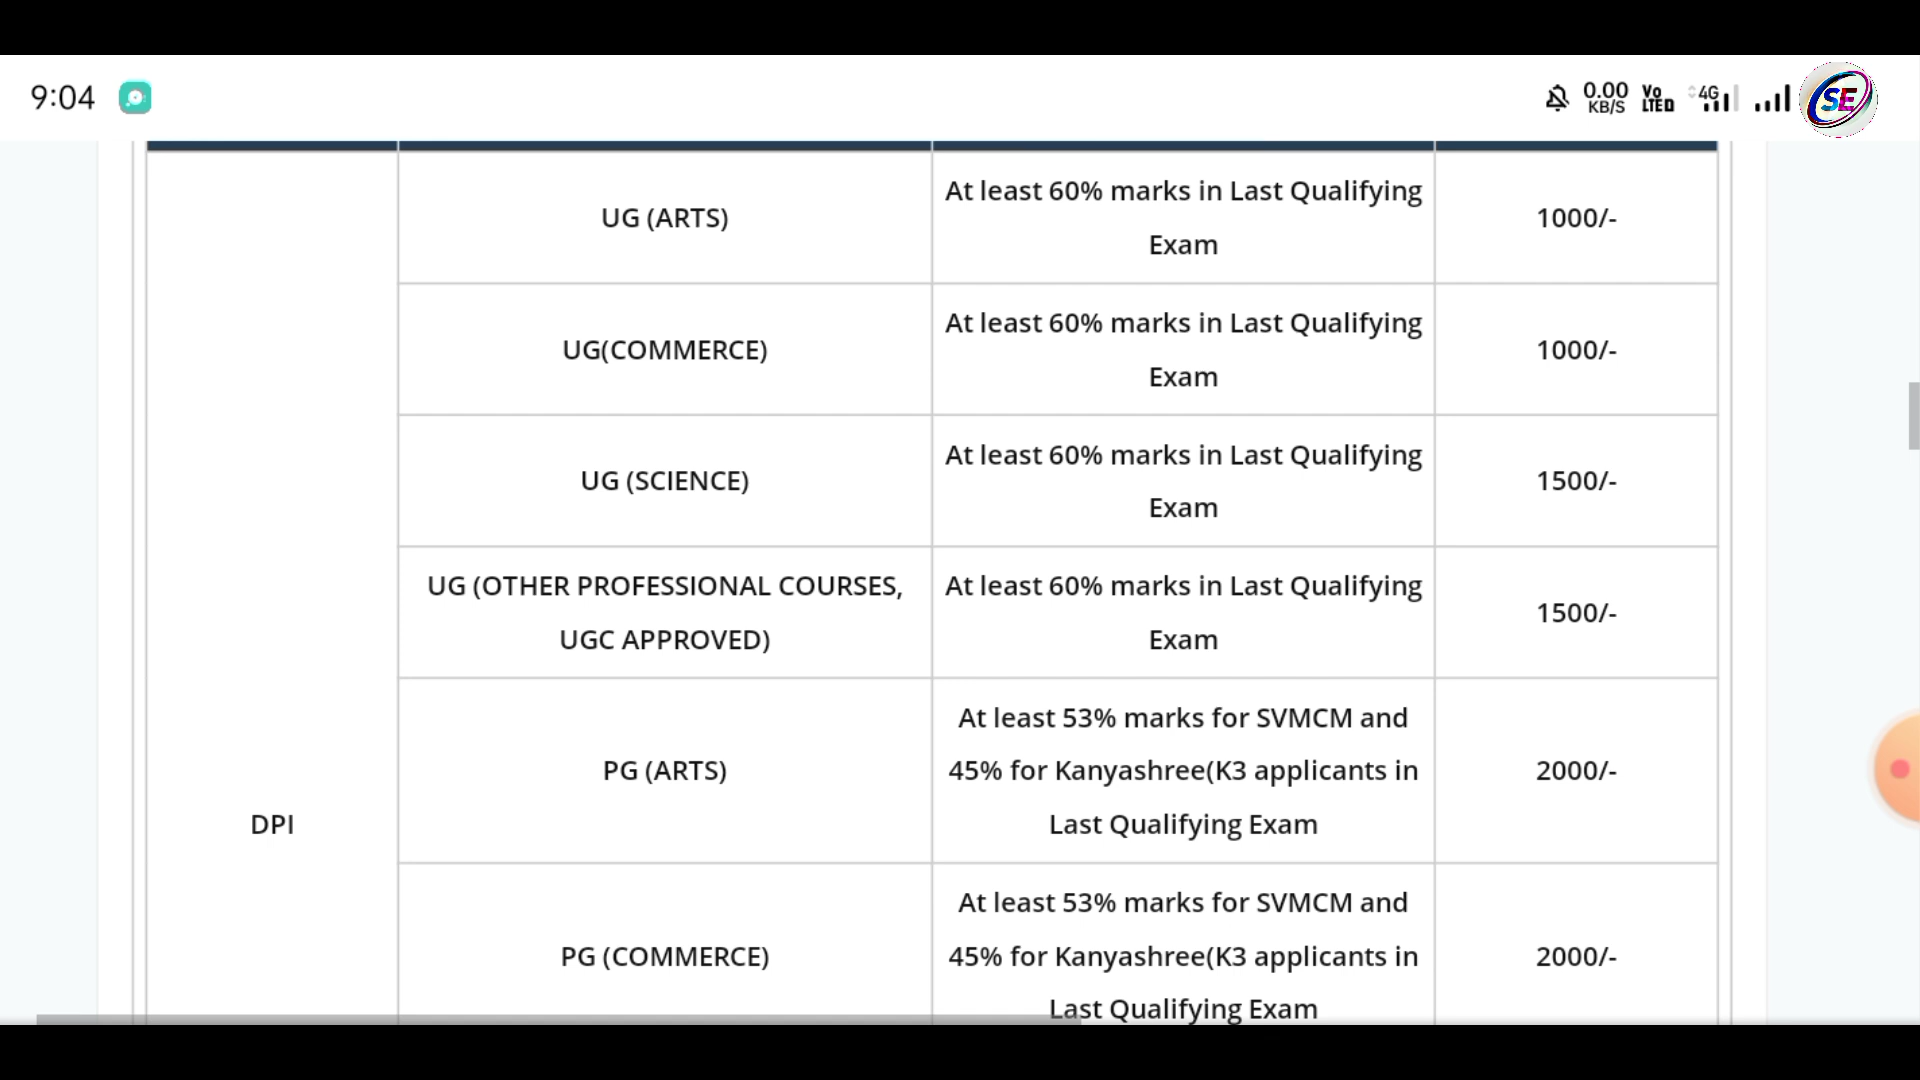 9:04
0.00
KB/S
Vo
LTE
4G
SE
UG (ARTS)
At least 60% marks in Last Qualifying
Exam
1000/-
UG(COMMERCE)
At least 60% marks in Last Qualifying
Exam
1000/-
UG (SCIENCE)
At least 60% marks in Last Qualifying
Exam
1500/-
UG (OTHER PROFESSIONAL COURSES,
UGC APPROVED)
At least 60% marks in Last Qualifying
Exam
1500/-
PG (ARTS)
At least 53% marks for SVMCM and
45% for Kanyashree(K3 applicants in
Last Qualifying Exam
2000/-
DPI
PG (COMMERCE)
At least 53% marks for SVMCM and
45% for Kanyashree(K3 applicants in
Last Qualifying Exam
2000/-